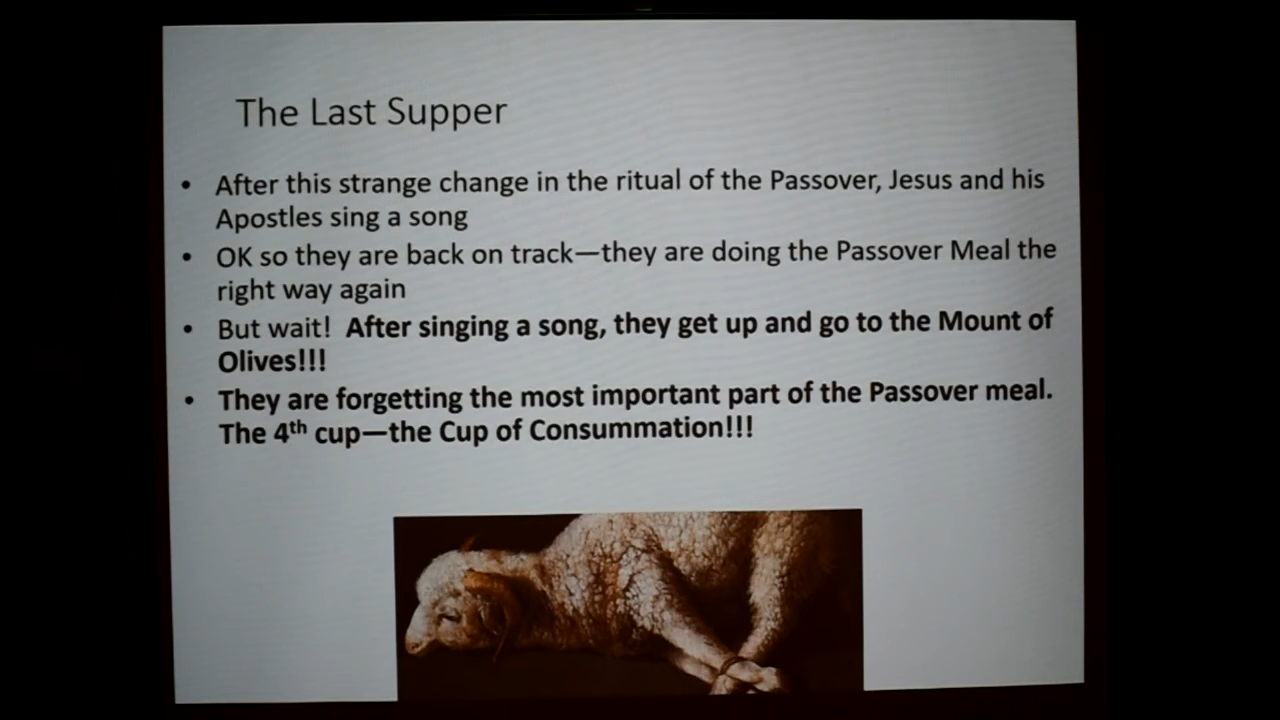 The Last Supper
• After this strange change in the ritual of the Passover, Jesus and his
Apostles sing a song
• OK so they are back on track—they are doing the Passover Meal the
right way again
• But wait!  After singing a song, they get up and go to the Mount of
Olives!!!
• They are forgetting the most important part of the Passover meal.
The 4th cup—the Cup of Consummation!!!